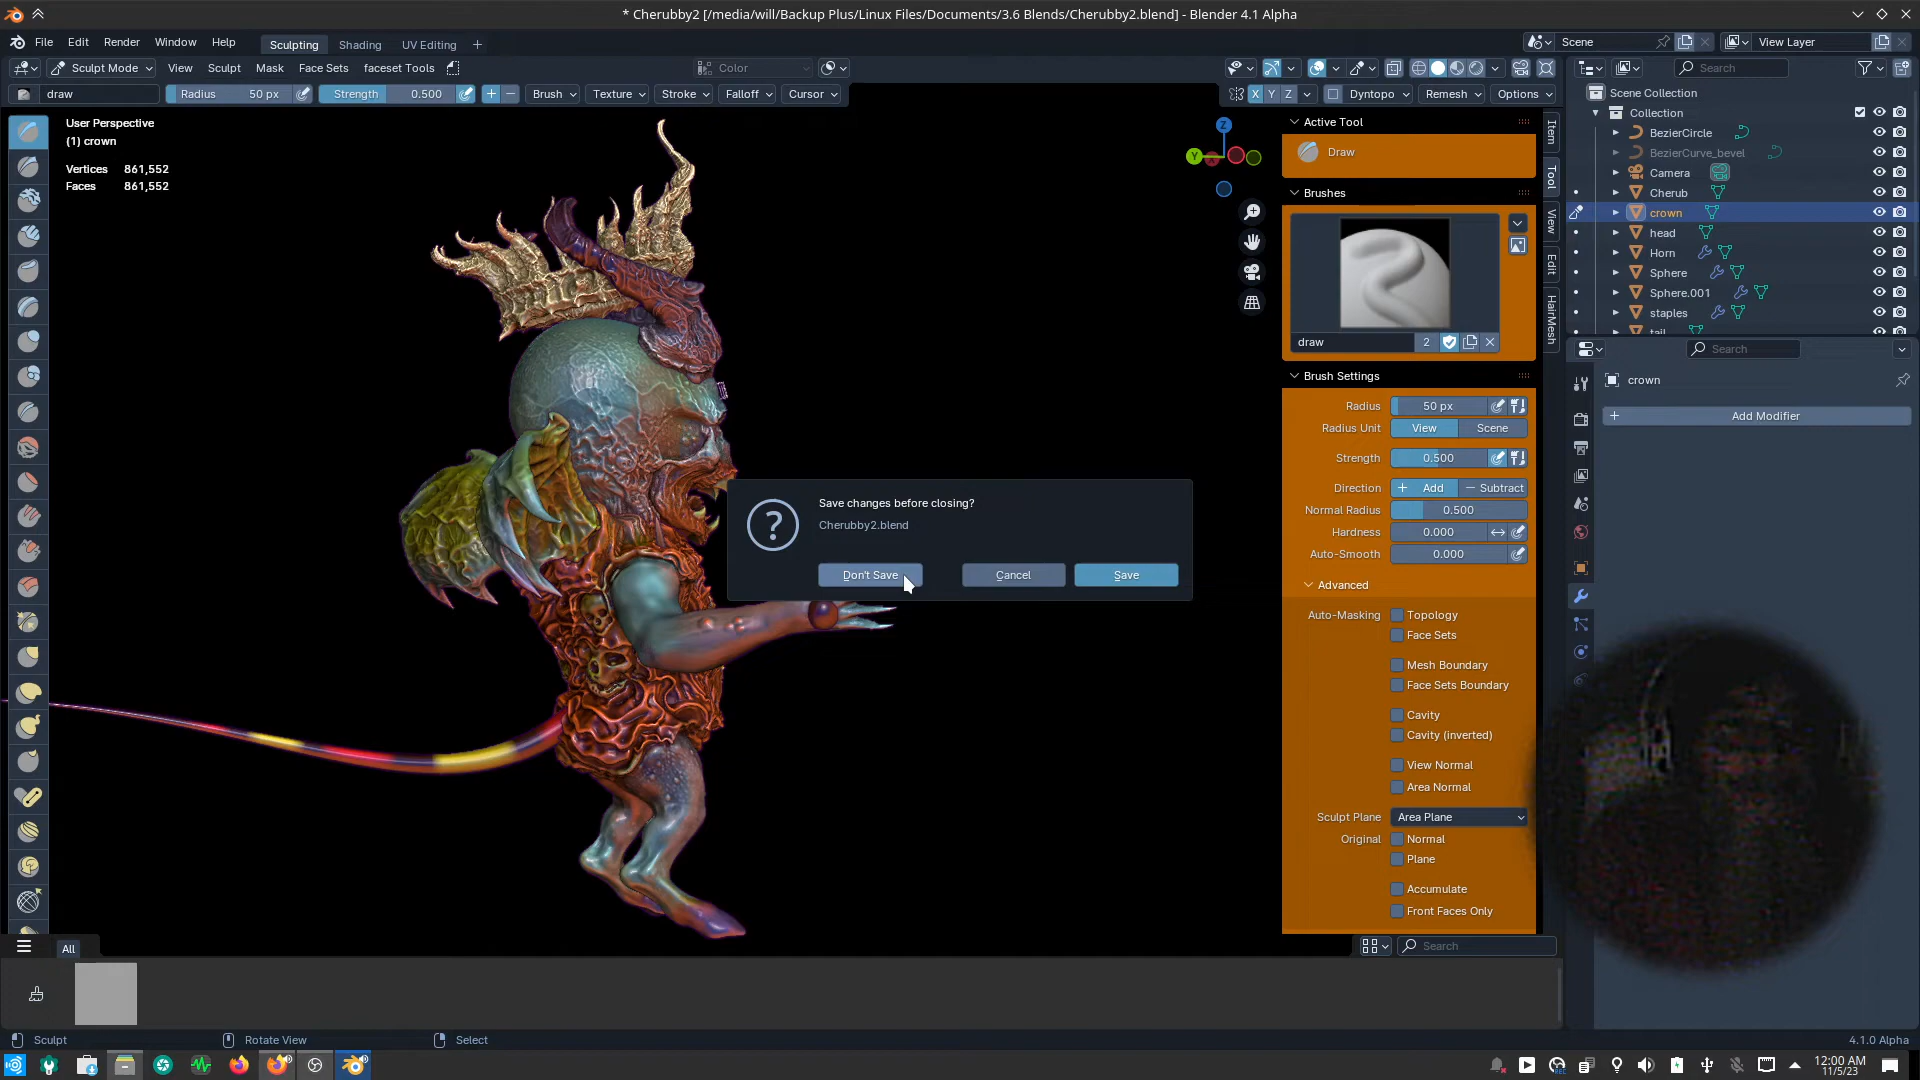 * Cherubby2 [/media/will/Backup Plus/Linux Files/Documents/3.6 Blends/Cherubby2.blend] - Blender 4.1 Alpha
File Edit Render Window Help Sculpting Shading UV Editing + Scene View Layer
Sculpt Mode View Sculpt Mask Face Sets faceset Tools Color Search
draw Radius 50 px Strength 0.500 Brush Texture Stroke Falloff Cursor X Y Z Dyntopo Remesh Options
User Perspective
(1) crown
Vertices 861,552
Faces 861,552
Z
Y
Active Tool
Draw
Brushes
draw 2
Brush Settings
Radius 50 px
Radius Unit View Scene
Strength 0.500
Direction + Add − Subtract
Normal Radius 0.500
Hardness 0.000
Auto-Smooth 0.000
Advanced
Auto-Masking Topology
Face Sets
Mesh Boundary
Face Sets Boundary
Cavity
Cavity (inverted)
View Normal
Area Normal
Sculpt Plane Area Plane
Original Normal
Plane
Accumulate
Front Faces Only
Item
Tool
View
Edit
HairMesh
Scene Collection
Collection
BezierCircle
BezierCurve_bevel
Camera
Cherub
crown
head
Horn
Sphere
Sphere.001
staples
tail
Search
crown
+ Add Modifier
Save changes before closing?
Cherubby2.blend
Don't Save Cancel Save
All
Search
Sculpt Rotate View Select 4.1.0 Alpha
12:00 AM
11/5/23